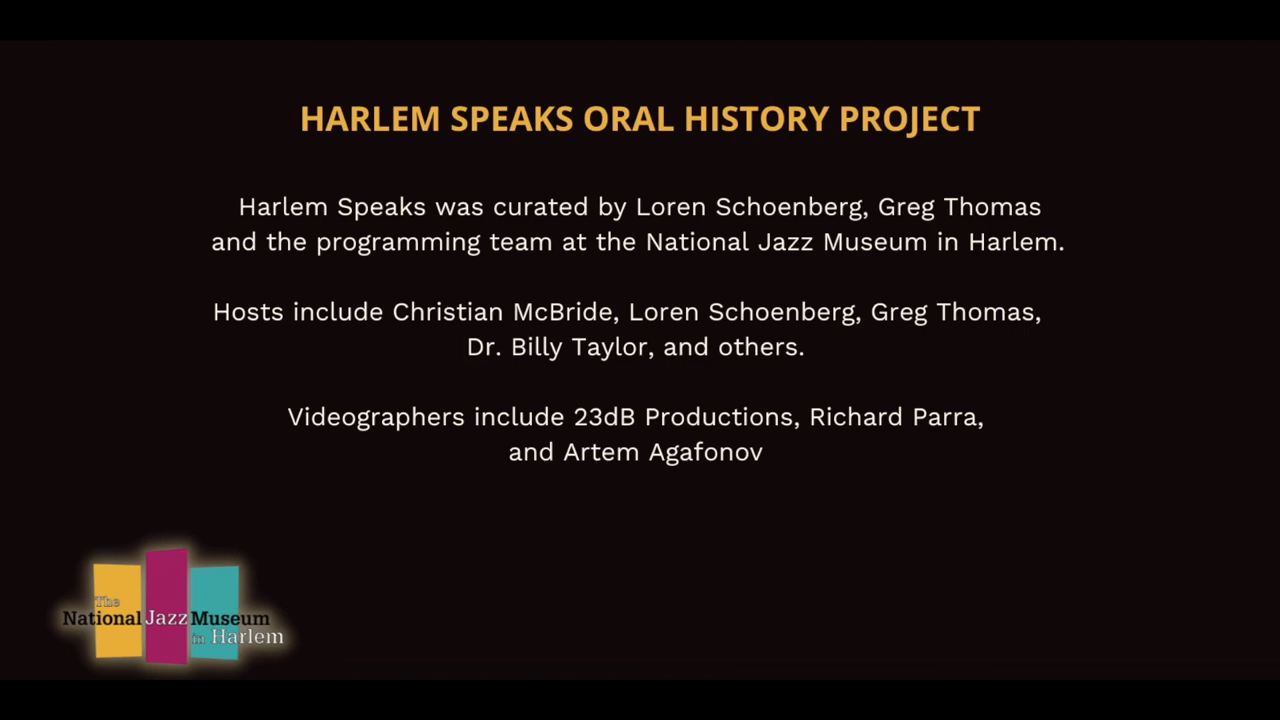 HARLEM SPEAKS ORAL HISTORY PROJECT
Harlem Speaks was curated by Loren Schoenberg, Greg Thomas
and the programming team at the National Jazz Museum in Harlem.
Hosts include Christian McBride, Loren Schoenberg, Greg Thomas,
Dr. Billy Taylor, and others.
Videographers include 23dB Productions, Richard Parra,
and Artem Agafonov
The
National Jazz Museum
in Harlem